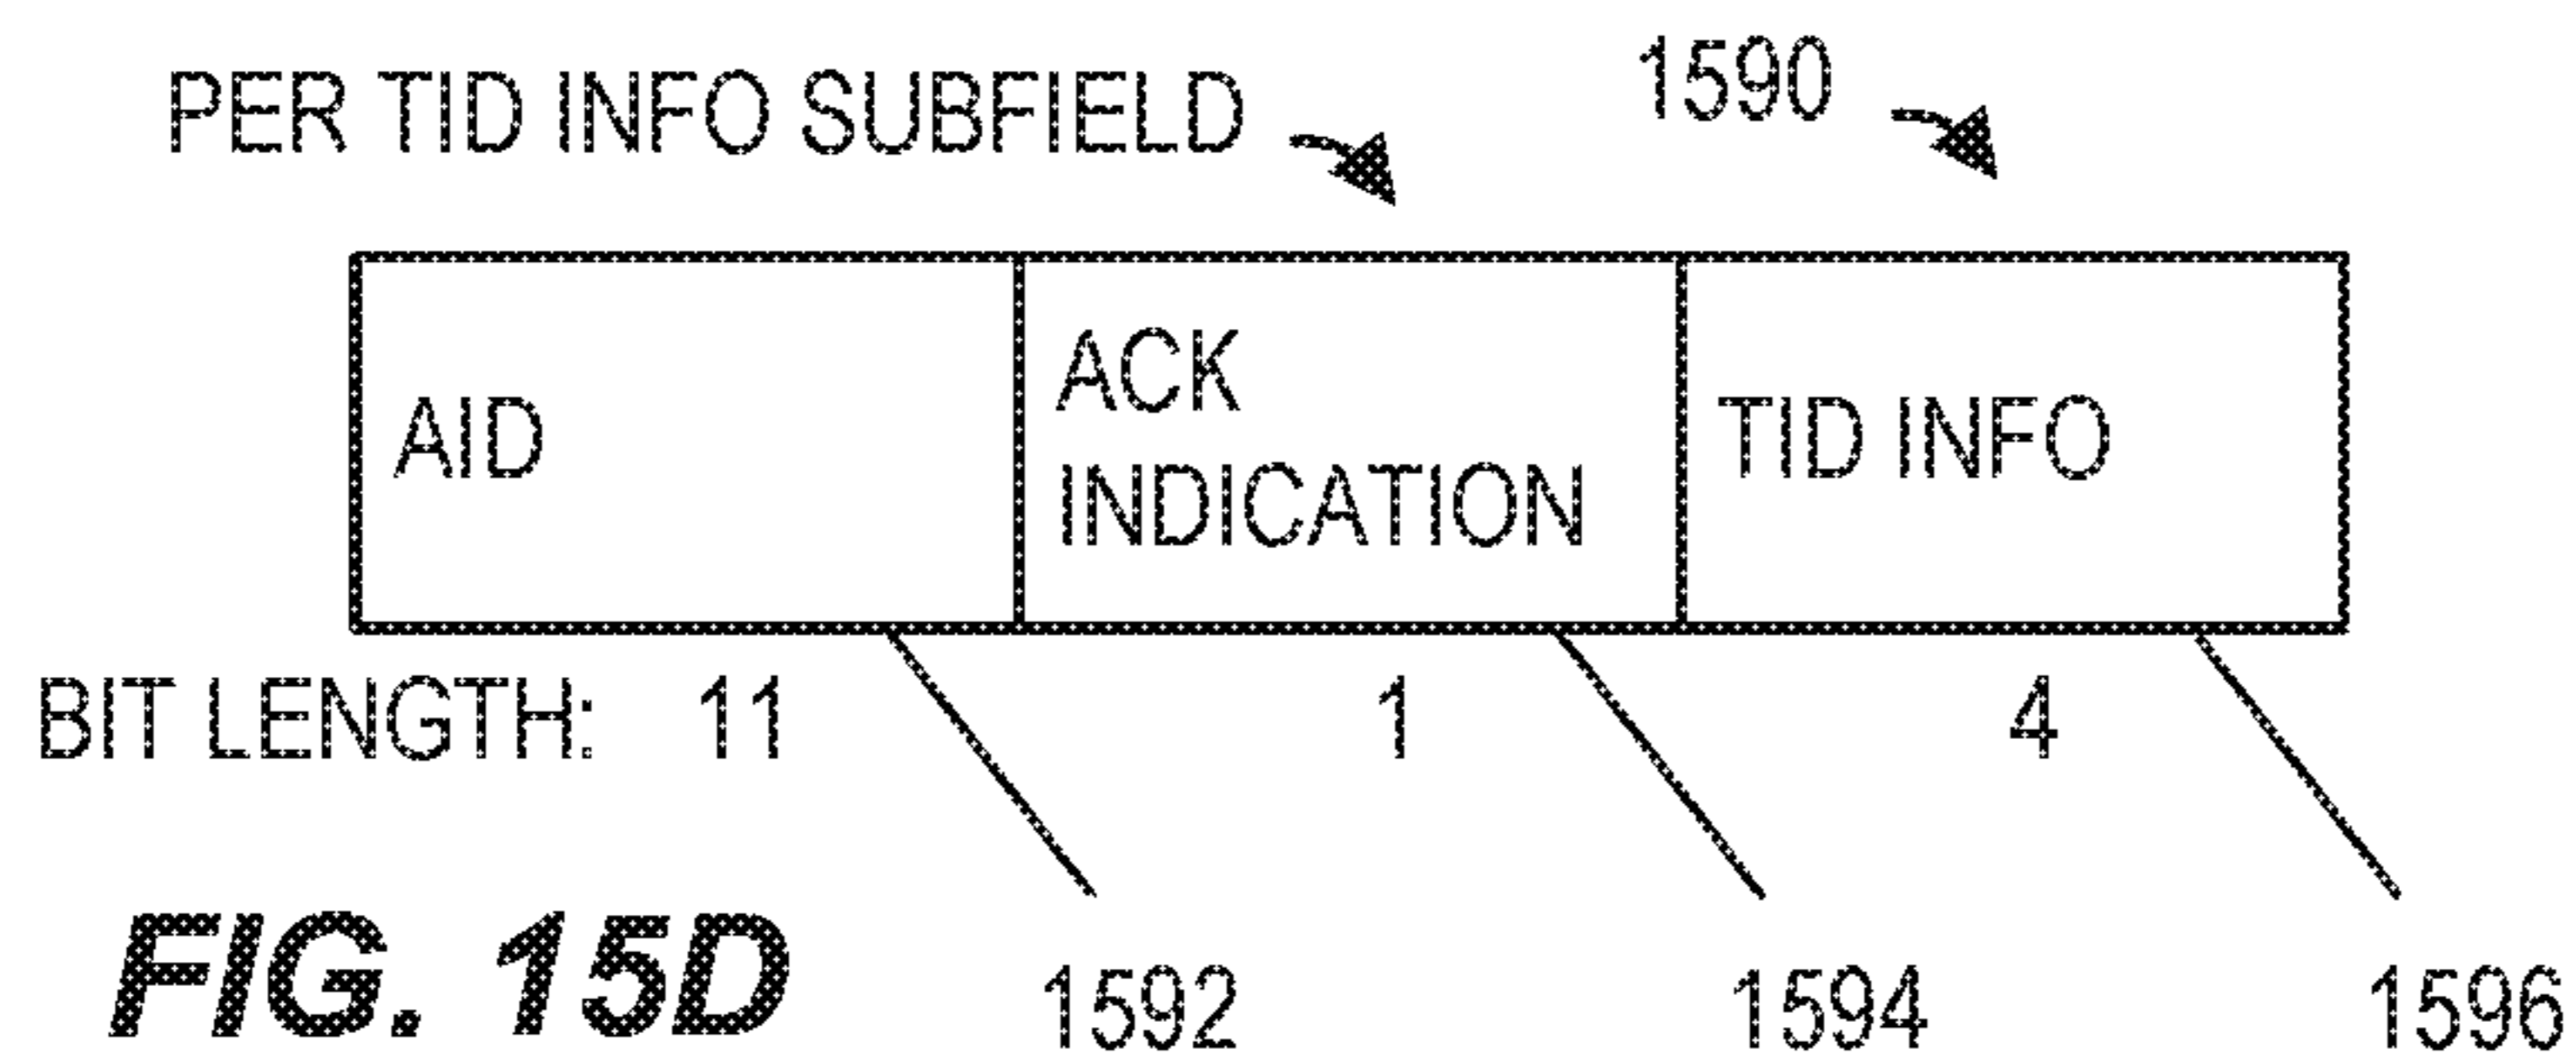 PER TID INFO SUBFIELD
1590
AID
ACK
INDICATION
TID INFO
BIT LENGTH: 11 1 4
FIG. 15D
1592
1594
1596